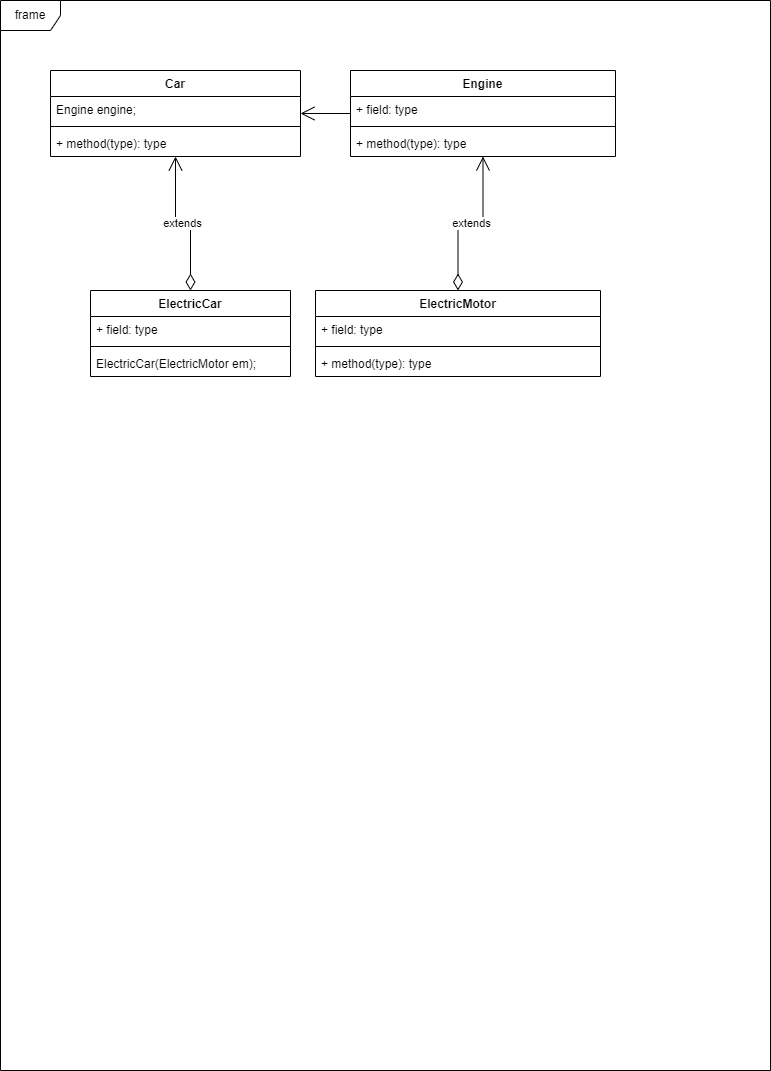 frame
Car
Engine engine;
+ method(type): type
Engine
+ field: type
+ method(type): type
extends
extends
ElectricCar
+ field: type
ElectricCar(ElectricMotor em);
ElectricMotor
+ field: type
+ method(type): type